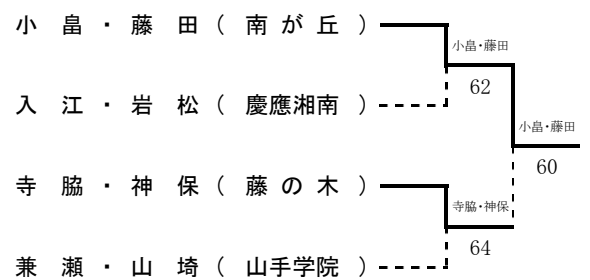 小畠・藤田(南が丘)
小畠・藤田
62
入江・岩松(慶應湘南)
小畠・藤田
60
寺脇・神保(藤の木)
寺脇・神保
64
兼瀬・山埼(山手学院)